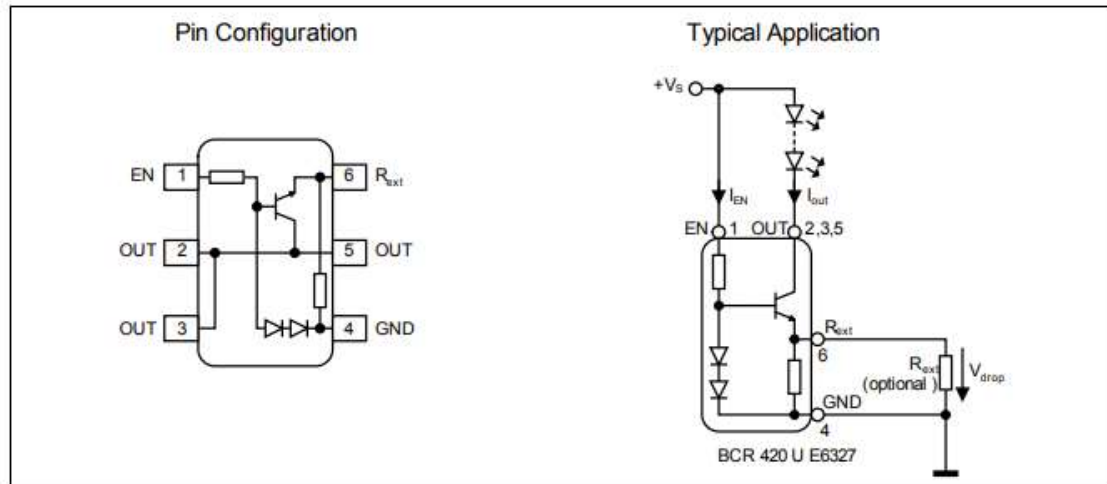 Pin Configuration
Typical Application
+Vs
EN 1
6 Rext
OUT 2
5 OUT
OUT 3
4 GND
IEN
Iout
EN 1 OUT 2,3,5
Rext
6
Rext
(optional )
Vdrop
GND
4
BCR 420 U E6327